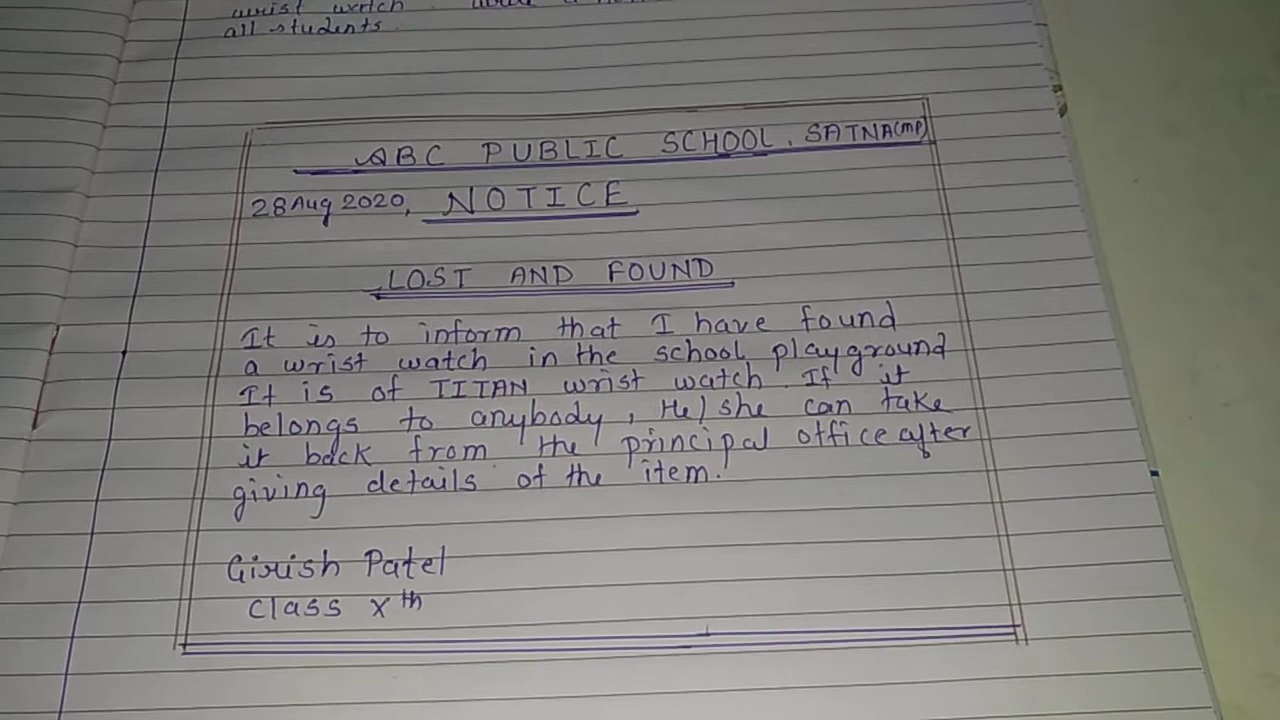 wrist watch.
all students.
ABC PUBLIC SCHOOL, SATNA(MP)
28 Aug 2020, NOTICE
LOST AND FOUND
It is to inform that I have found
a wrist watch in the school playground
It is of TITAN wrist watch. If it
belongs to anybody, He/she can take
it back from the principal office after
giving details of the item.
Girish Patel
Class Xth